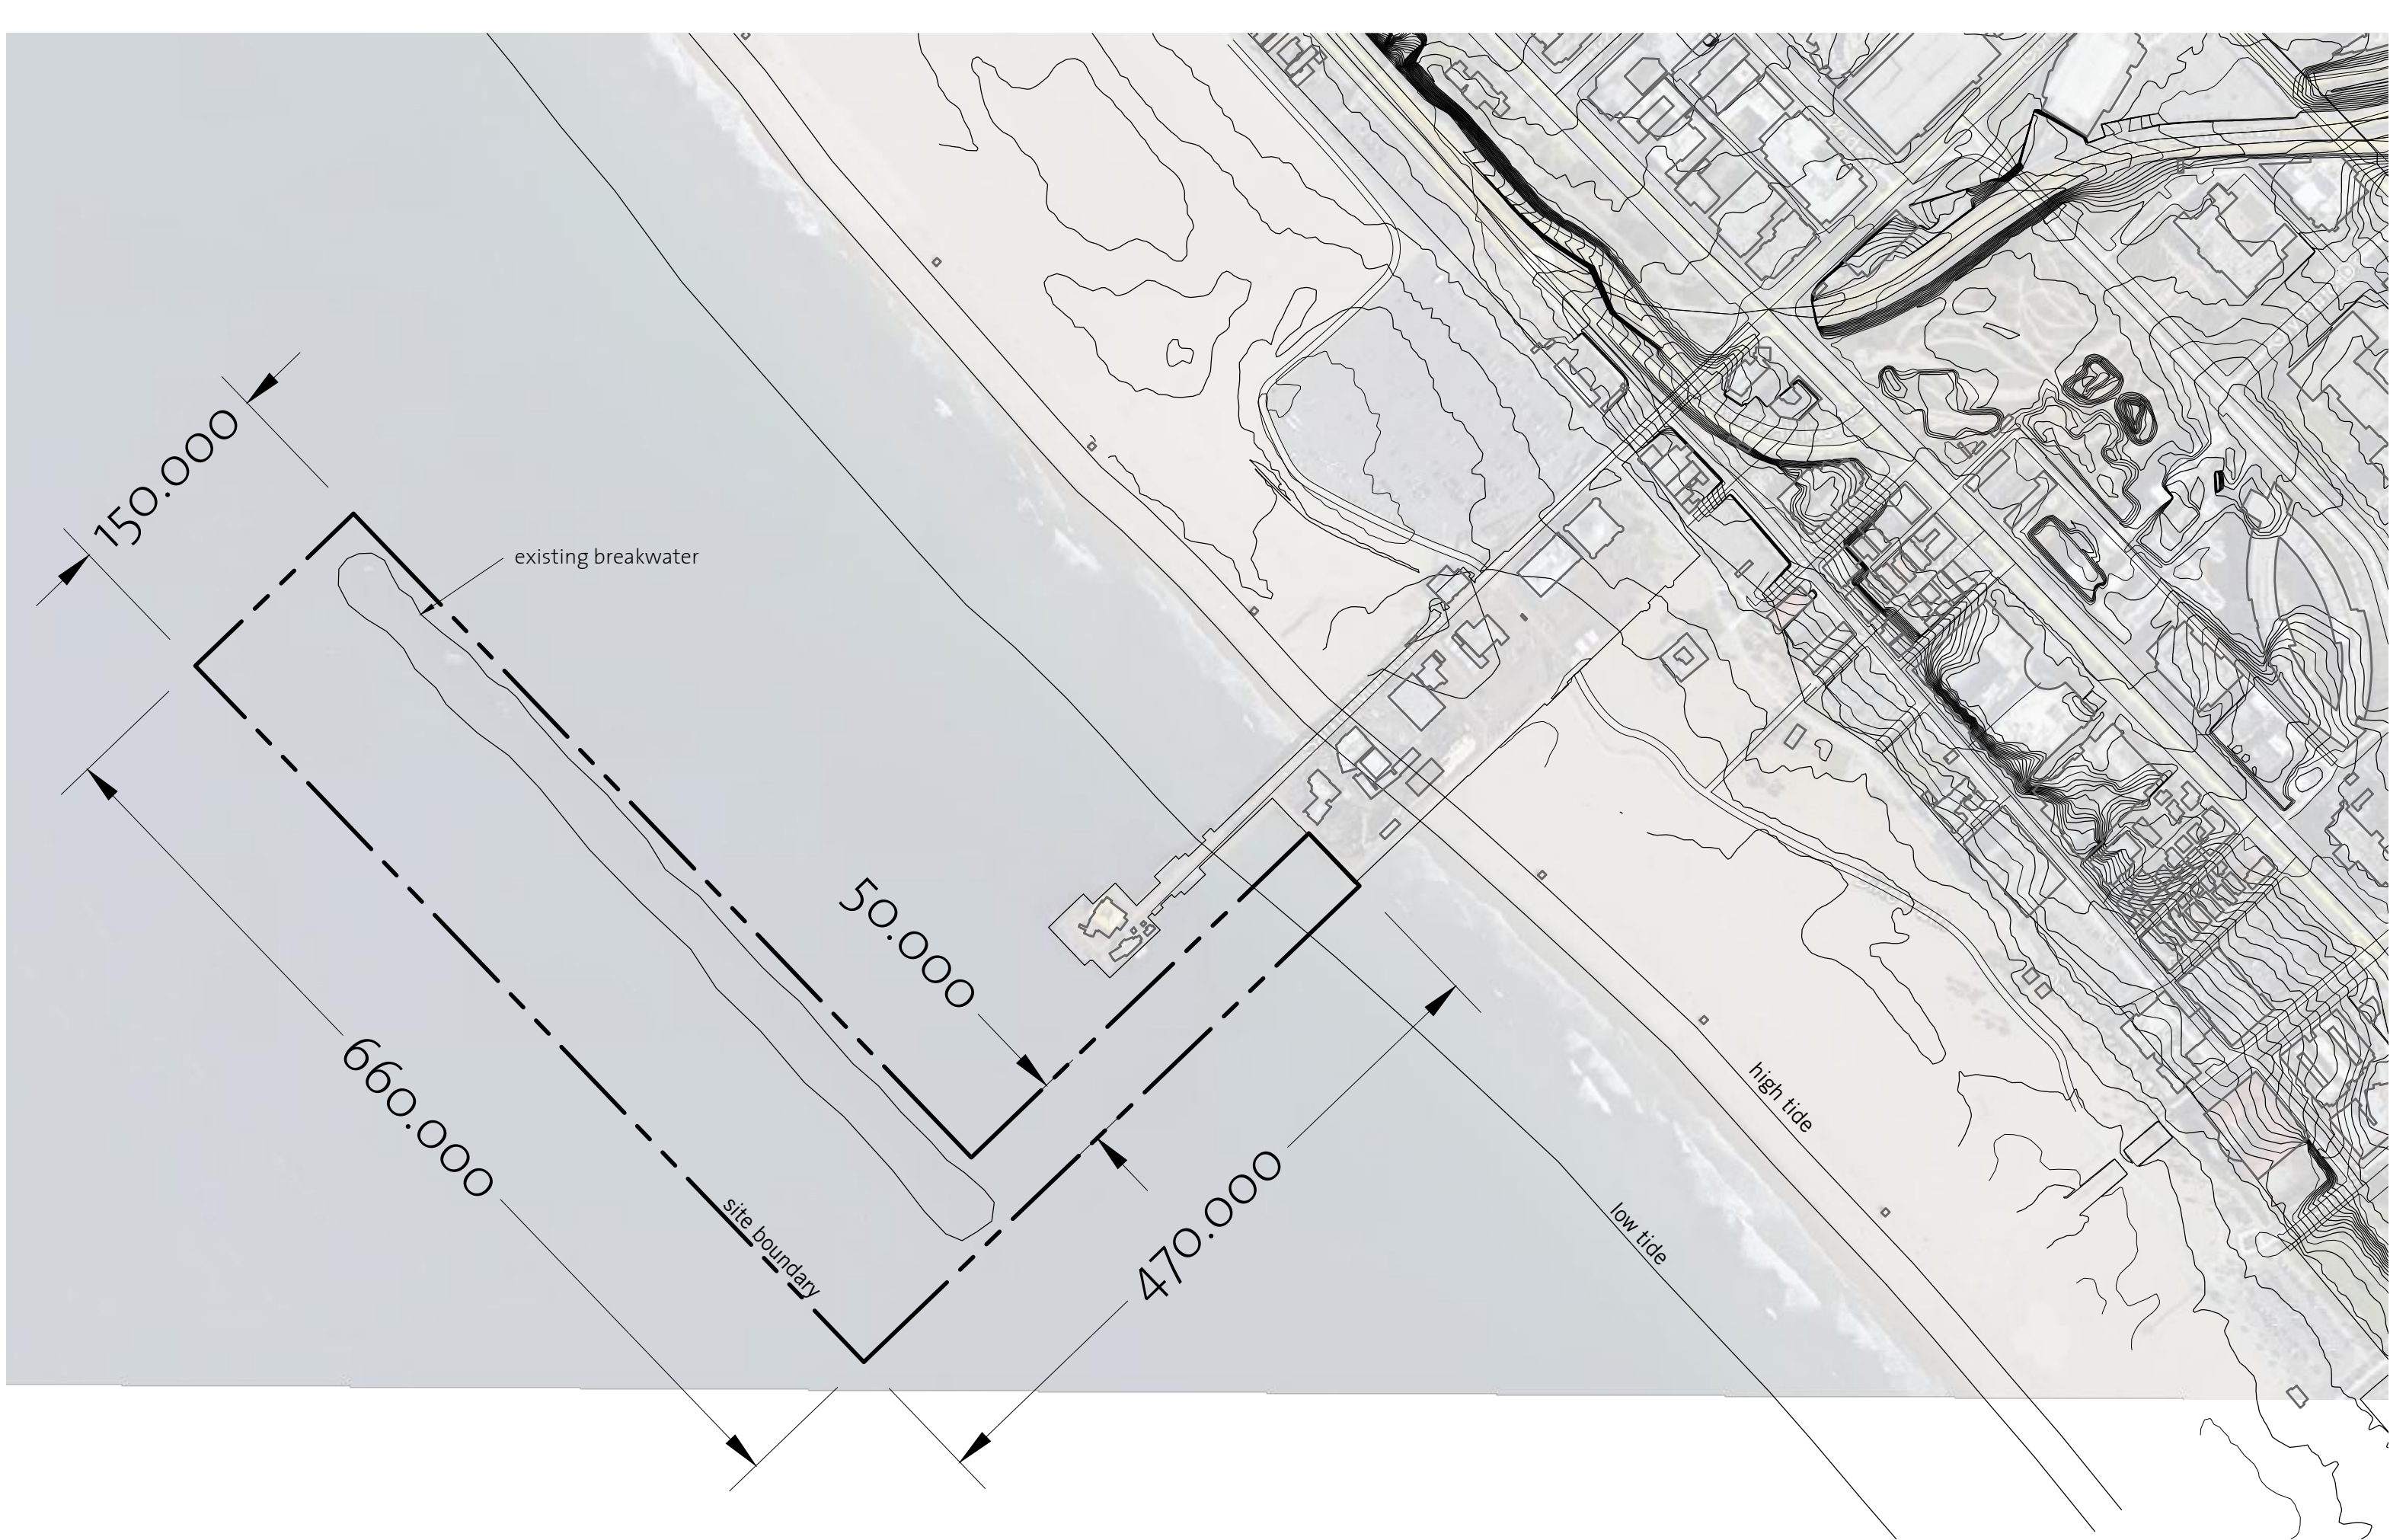 150.000
existing breakwater
50.000
660.000
high tide
470.000
site boundary
low tide